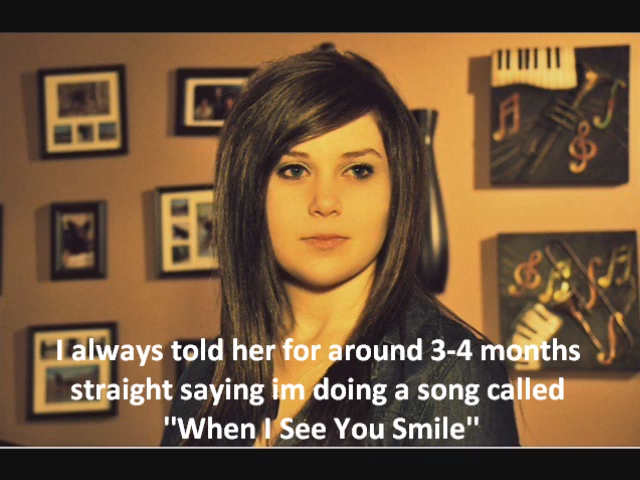 I always told her for around 3-4 months
straight saying im doing a song called
"When I See You Smile"